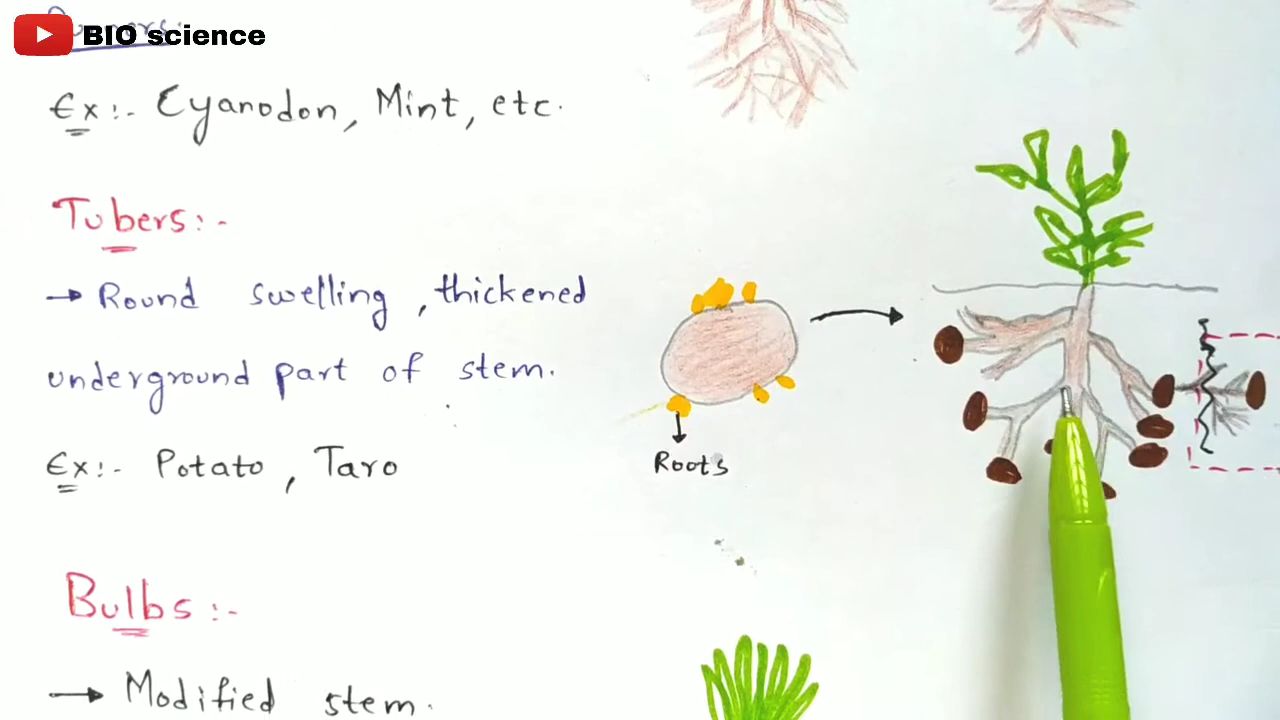 BIO science
Ex:- Cyanodon, Mint, etc.
Tubers:-
→ Round swelling, thickened
underground part of stem.
Ex:- Potato, Taro
Roots
Bulbs:-
→ Modified stem.